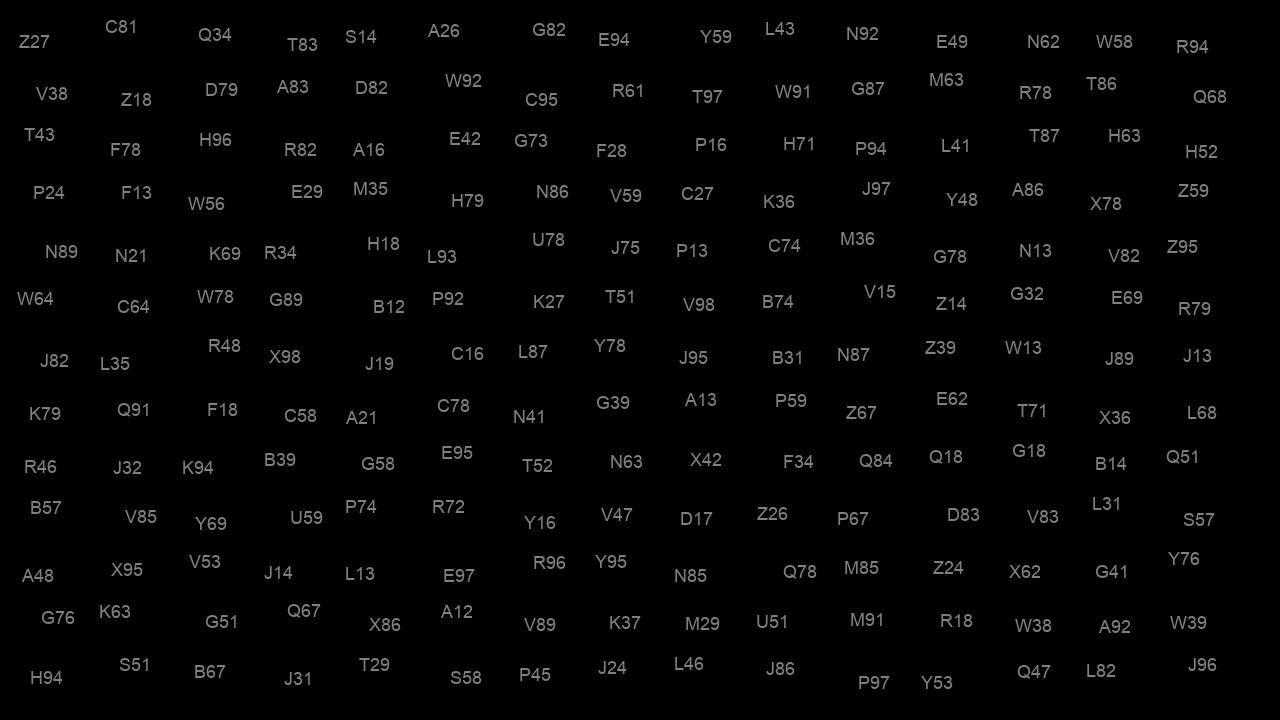 Z27 C81 Q34 T83 S14 A26 G82 E94 Y59 L43 N92 E49 N62 W58 R94
V38 Z18 D79 A83 D82 W92 C95 R61 T97 W91 G87 M63 R78 T86 Q68
T43 F78 H96 R82 A16 E42 G73 F28 P16 H71 P94 L41 T87 H63 H52
P24 F13 W56 E29 M35 H79 N86 V59 C27 K36 J97 Y48 A86 X78 Z59
N89 N21 K69 R34 H18 L93 U78 J75 P13 C74 M36 G78 N13 V82 Z95
W64 C64 W78 G89 B12 P92 K27 T51 V98 B74 V15 Z14 G32 E69 R79
J82 L35 R48 X98 J19 C16 L87 Y78 J95 B31 N87 Z39 W13 J89 J13
K79 Q91 F18 C58 A21 C78 N41 G39 A13 P59 Z67 E62 T71 X36 L68
R46 J32 K94 B39 G58 E95 T52 N63 X42 F34 Q84 Q18 G18 B14 Q51
B57 V85 Y69 U59 P74 R72 Y16 V47 D17 Z26 P67 D83 V83 L31 S57
A48 X95 V53 J14 L13 E97 R96 Y95 N85 Q78 M85 Z24 X62 G41 Y76
G76 K63 G51 Q67 X86 A12 V89 K37 M29 U51 M91 R18 W38 A92 W39
H94 S51 B67 J31 T29 S58 P45 J24 L46 J86 P97 Y53 Q47 L82 J96